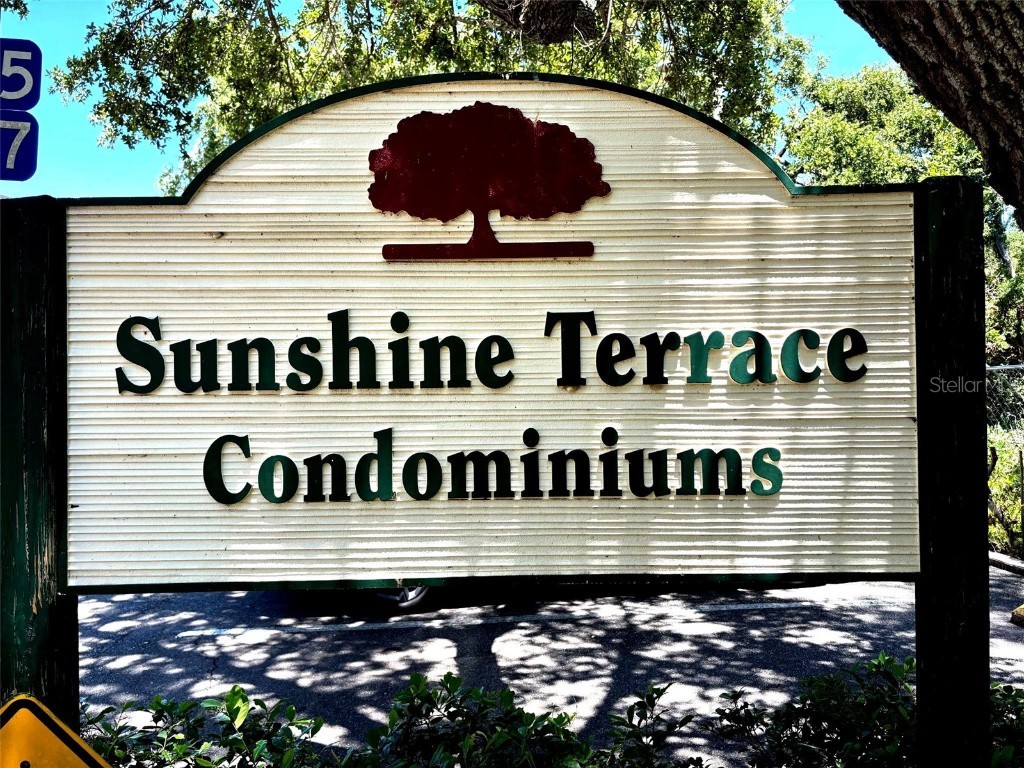 5
7
Sunshine Terrace
Condominiums
Stellar